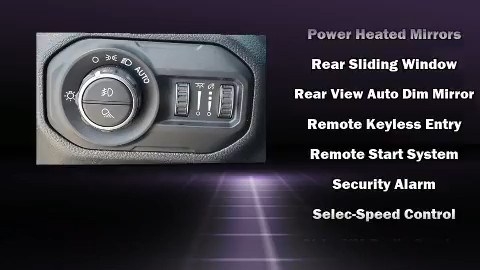 AUTO
Power Heated Mirrors
Rear Sliding Window
Rear View Auto Dim Mirror
Remote Keyless Entry
Remote Start System
Security Alarm
Selec-Speed Control